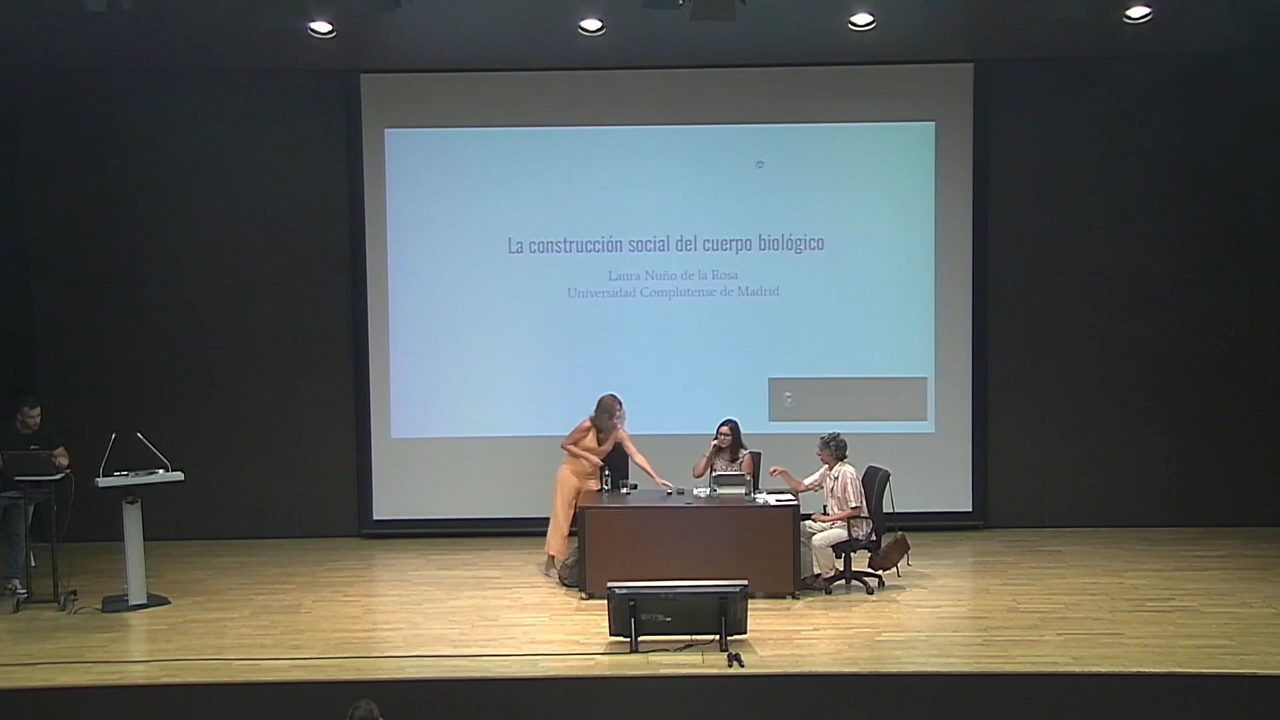 La construcción social del cuerpo biológico
Laura Nuño de la Rosa
Universidad Complutense de Madrid